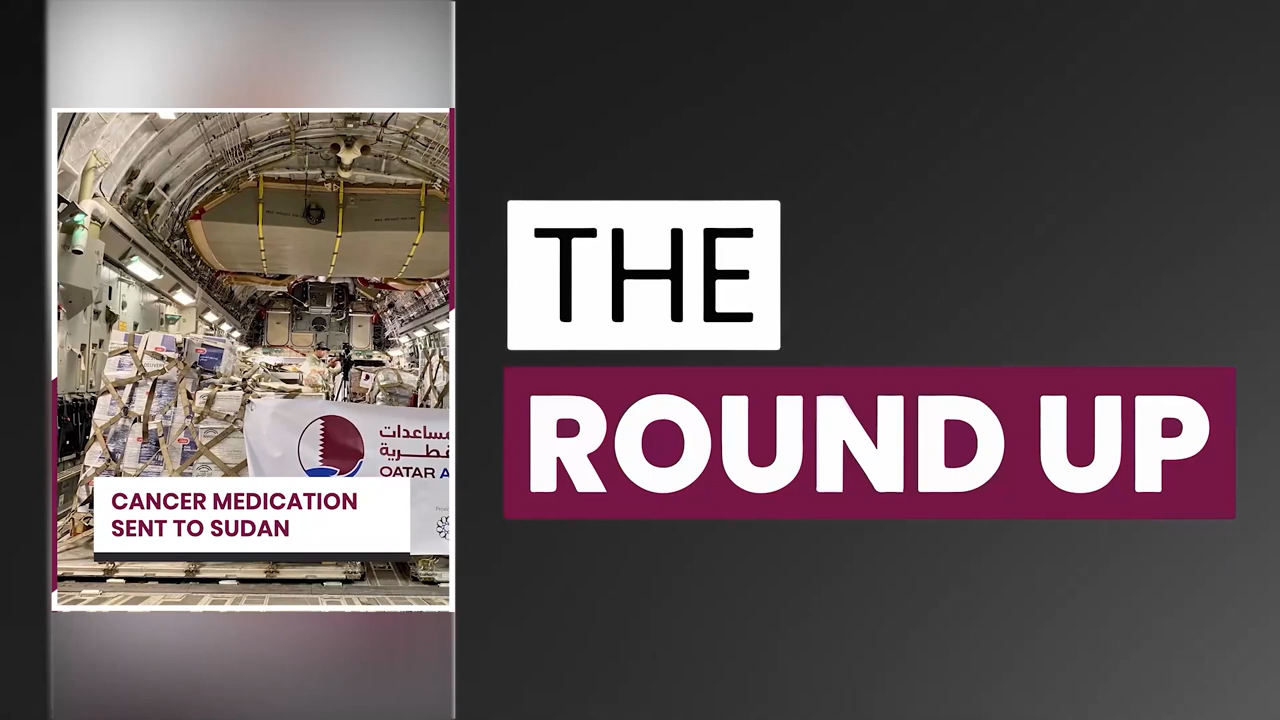 THE
ROUND UP
مساعدات
قطرية
QATAR A
CANCER MEDICATION
SENT TO SUDAN